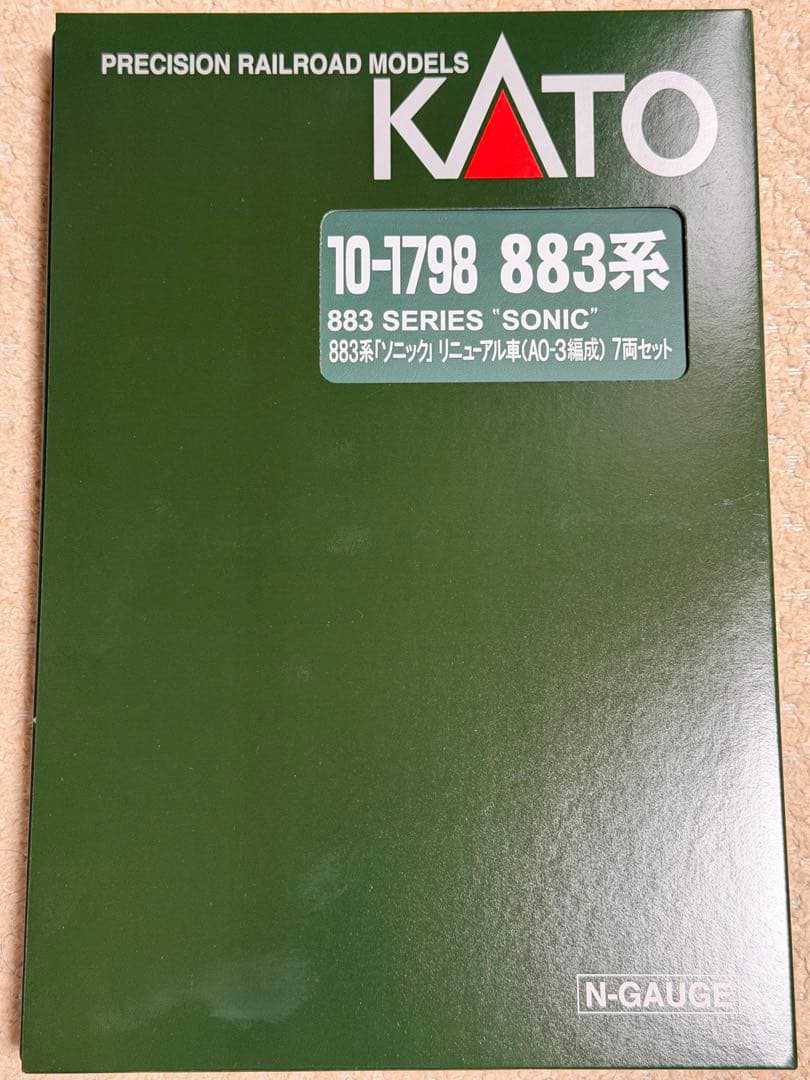 PRECISION RAILROAD MODELS
KATO
10-1798 883系
883 SERIES "SONIC"
883系「ソニック」リニューアル車(AO-3編成) 7両セット
N-GAUGE